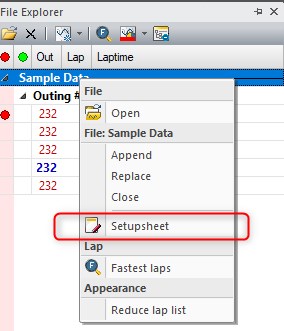 File Explorer
Out Lap Laptime
Sample Data
Outing #
232
232
232
232
232
File
Open
File: Sample Data
Append
Replace
Close
Setupsheet
Lap
Fastest laps
Appearance
Reduce lap list